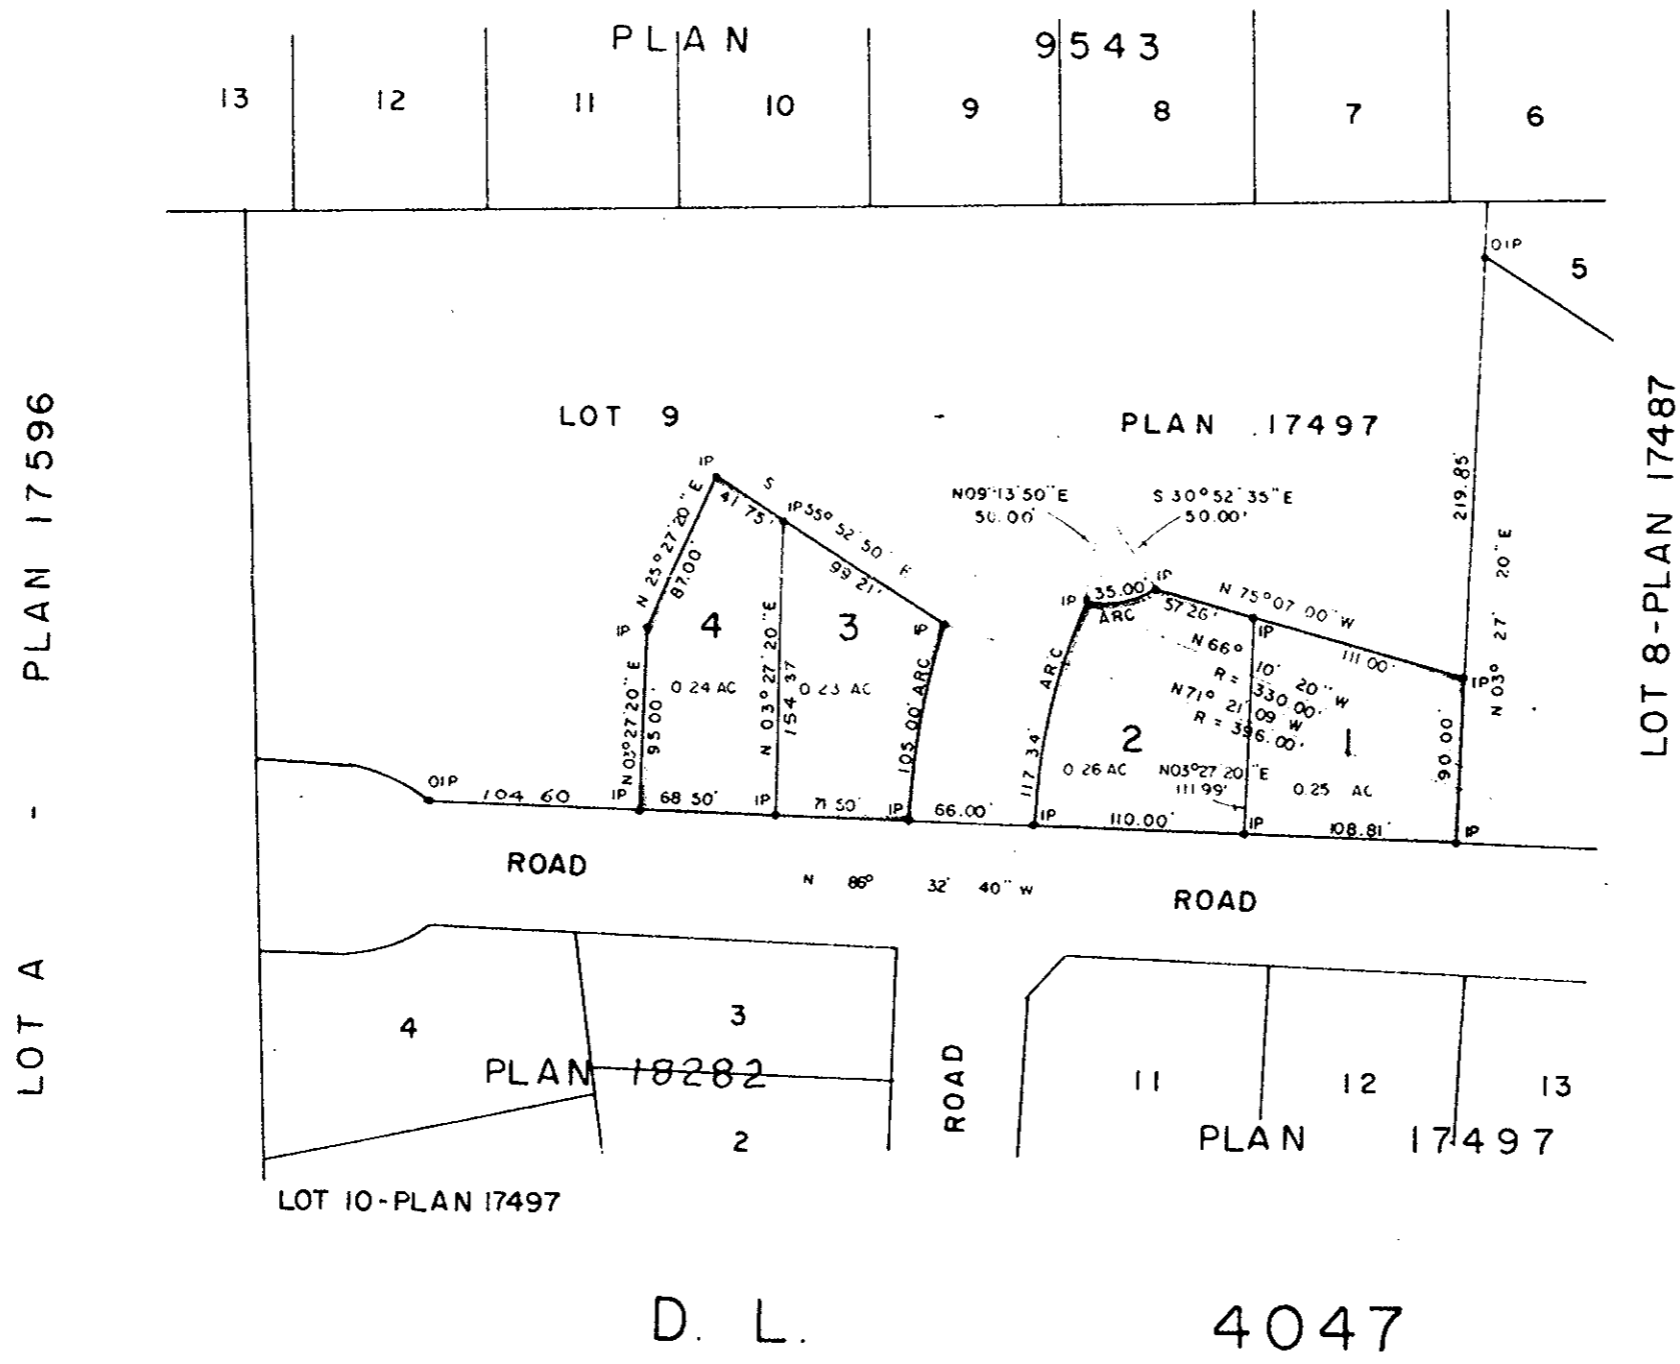 PLAN 9543
13 12 11 10 9 8 7 6
OIP
5
PLAN 17596
LOT A -
LOT 8-PLAN 17487
LOT 9 - PLAN 17497
219.85'
N 03° 27' 20" E
N09°13'50"E
50.00'
S 30°52'35"E
50.00'
IP
S 55° 52' 50" E
41.75'
IP
99.21'
N 25°27'20" E
87.00'
IP
4
0.24 AC
N 03°27'20" E
95.00'
N 03°27'20"E
154.37
3
0.23 AC
IP
105.00' ARC
IP
35.00'
ARC
IP
57.26'
N 75°07'00" W
IP
111.00'
IP
ARC
117.34'
N 66° 10' 20" W
R = 330.00'
N 71° 21' 09" W
R = 396.00'
2
0.26 AC
N03°27'20"E
111.99'
1
0.25 AC
90.00'
OIP
104.60
IP
68.50'
IP
71.50'
IP
66.00'
IP
110.00'
IP
108.81'
IP
ROAD
N 86° 32' 40" W
ROAD
4
3
PLAN 18282
2
ROAD
11 12 13
PLAN 17497
LOT 10-PLAN 17497
D. L. 4047